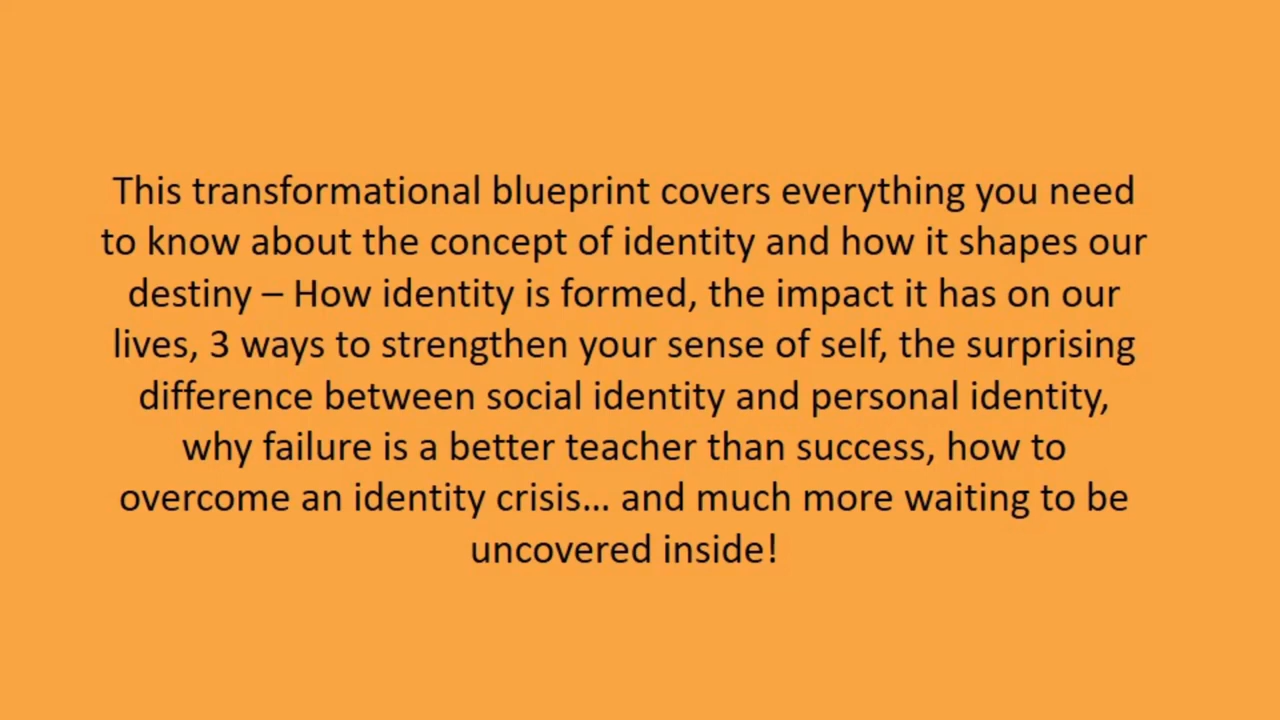 This transformational blueprint covers everything you need
to know about the concept of identity and how it shapes our
destiny – How identity is formed, the impact it has on our
lives, 3 ways to strengthen your sense of self, the surprising
difference between social identity and personal identity,
why failure is a better teacher than success, how to
overcome an identity crisis… and much more waiting to be
uncovered inside!